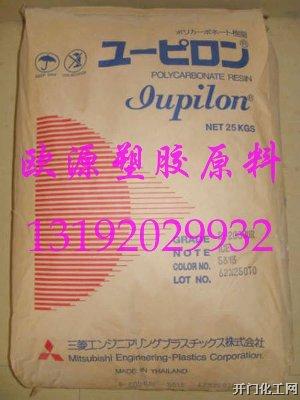 ポリカーボネート樹脂
ユーピロン®
POLYCARBONATE RESIN
Iupilon®
NET 25 KGS
欧源塑胶原料
13192029932
GRADE
NOTE
COLOR NO. 5313
LOT NO.
三菱エンジニアリングプラスチックス株式会社
Mitsubishi Engineering-Plastics Corporation
MADE IN THAILAND
开门化工网